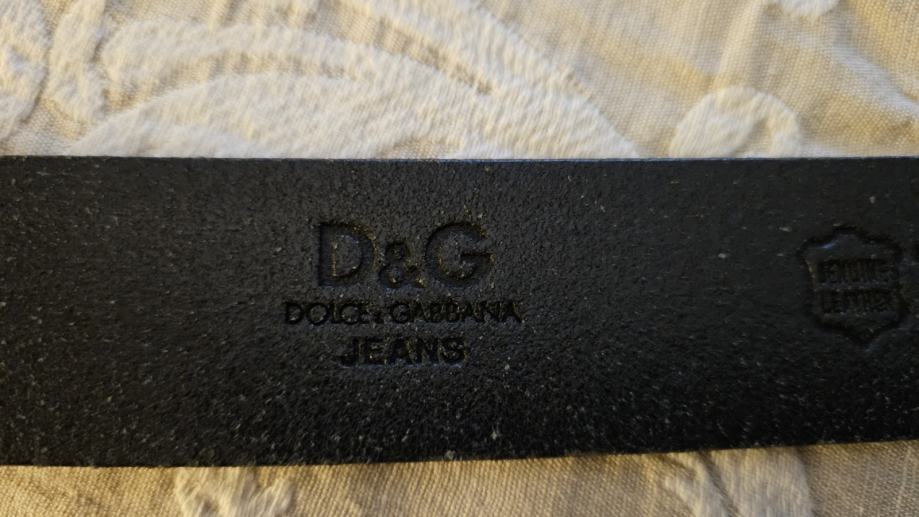 D&G
DOLCE & GABBANA
JEANS
GENUINE
LEATHER